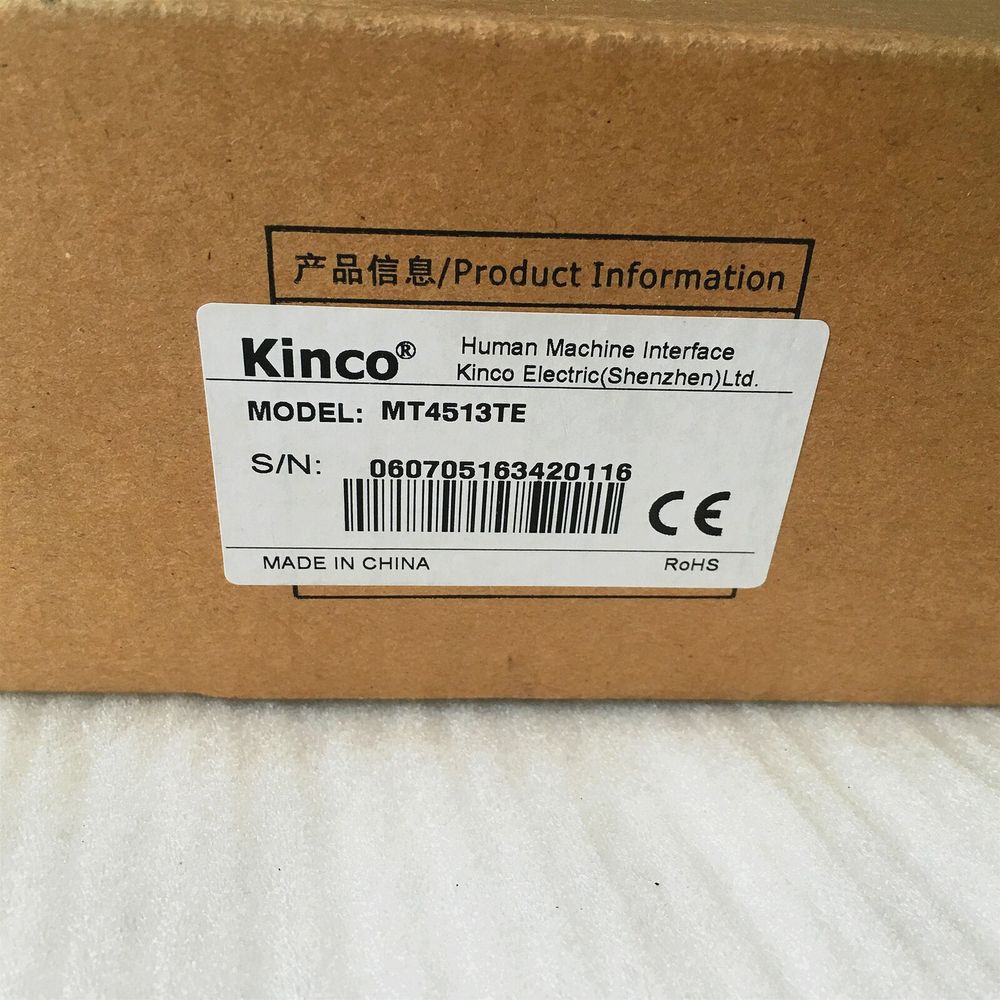 产品信息/Product Information
Kinco® Human Machine Interface
Kinco Electric(Shenzhen)Ltd.
MODEL: MT4513TE
S/N: 060705163420116
CE
MADE IN CHINA RoHS